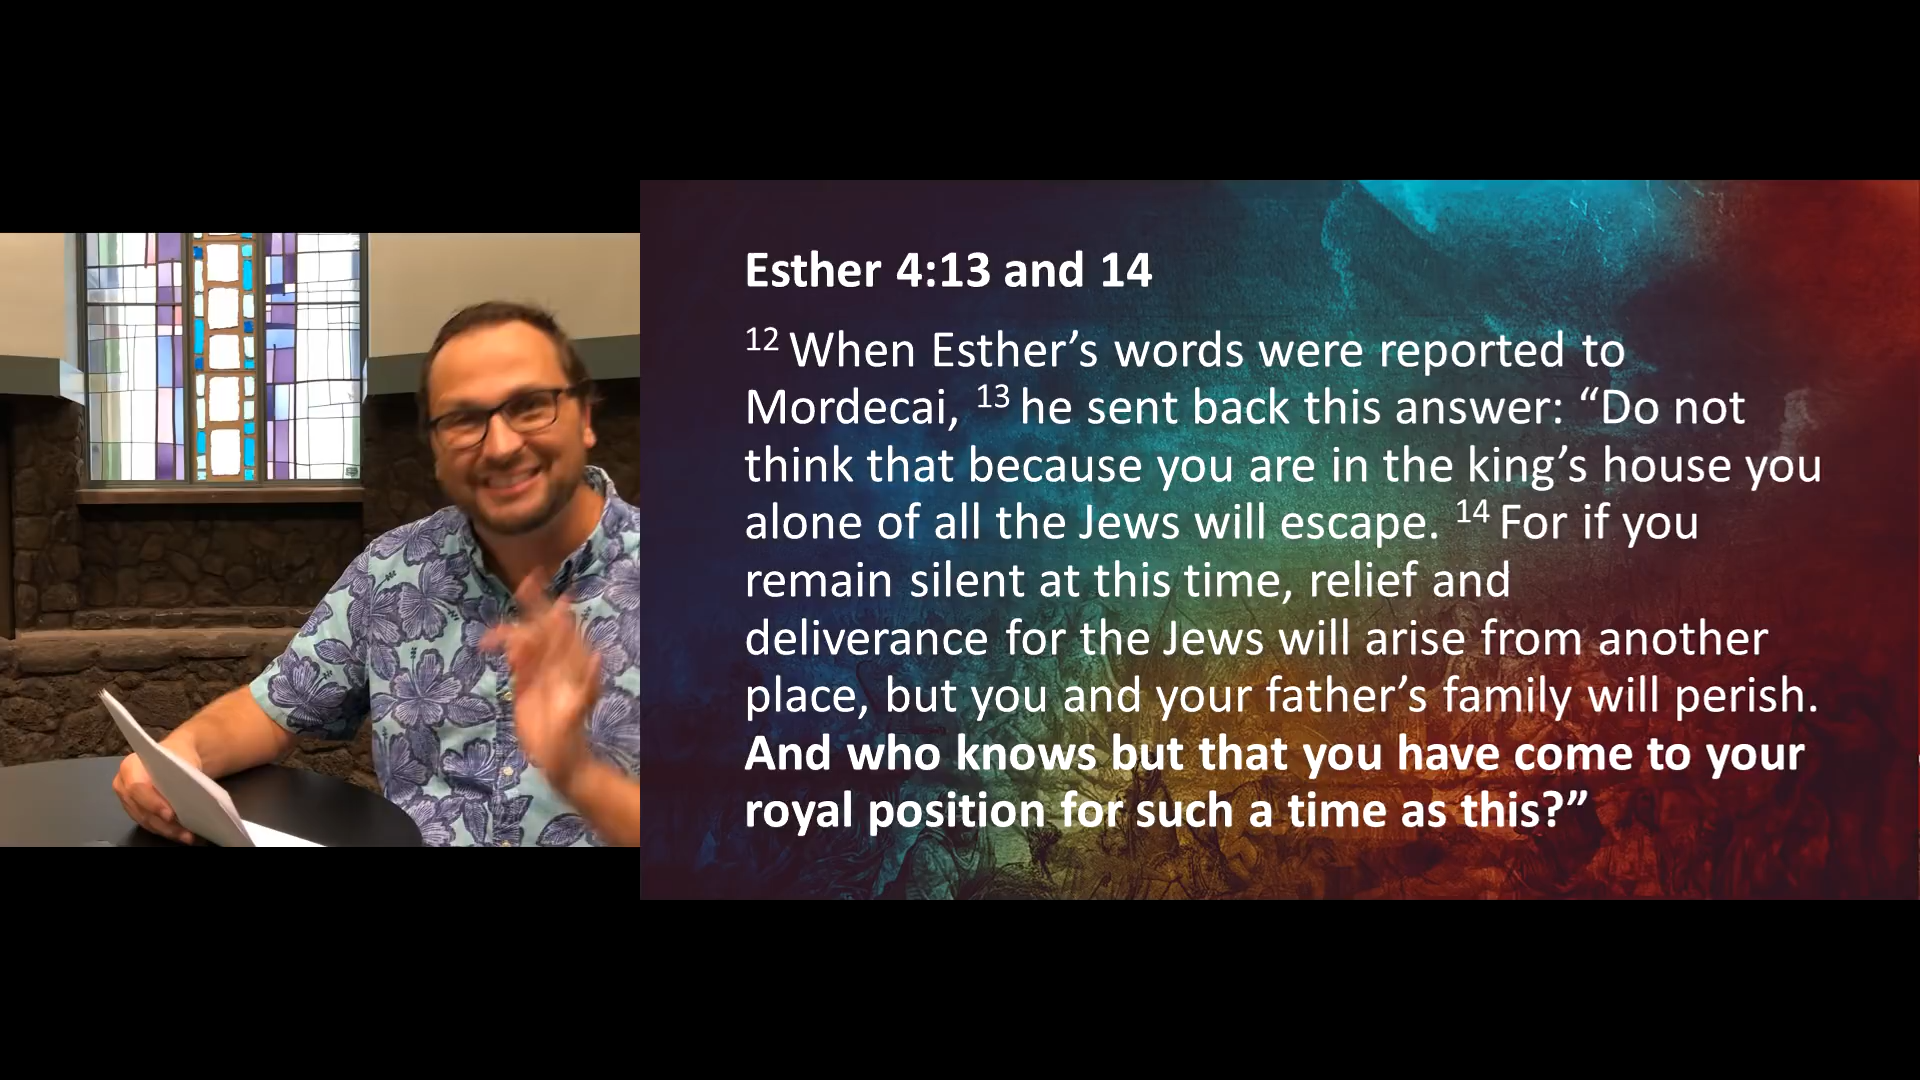 Esther 4:13 and 14
12 When Esther’s words were reported to
Mordecai, 13 he sent back this answer: “Do not
think that because you are in the king’s house you
alone of all the Jews will escape. 14 For if you
remain silent at this time, relief and
deliverance for the Jews will arise from another
place, but you and your father’s family will perish.
And who knows but that you have come to your
royal position for such a time as this?”